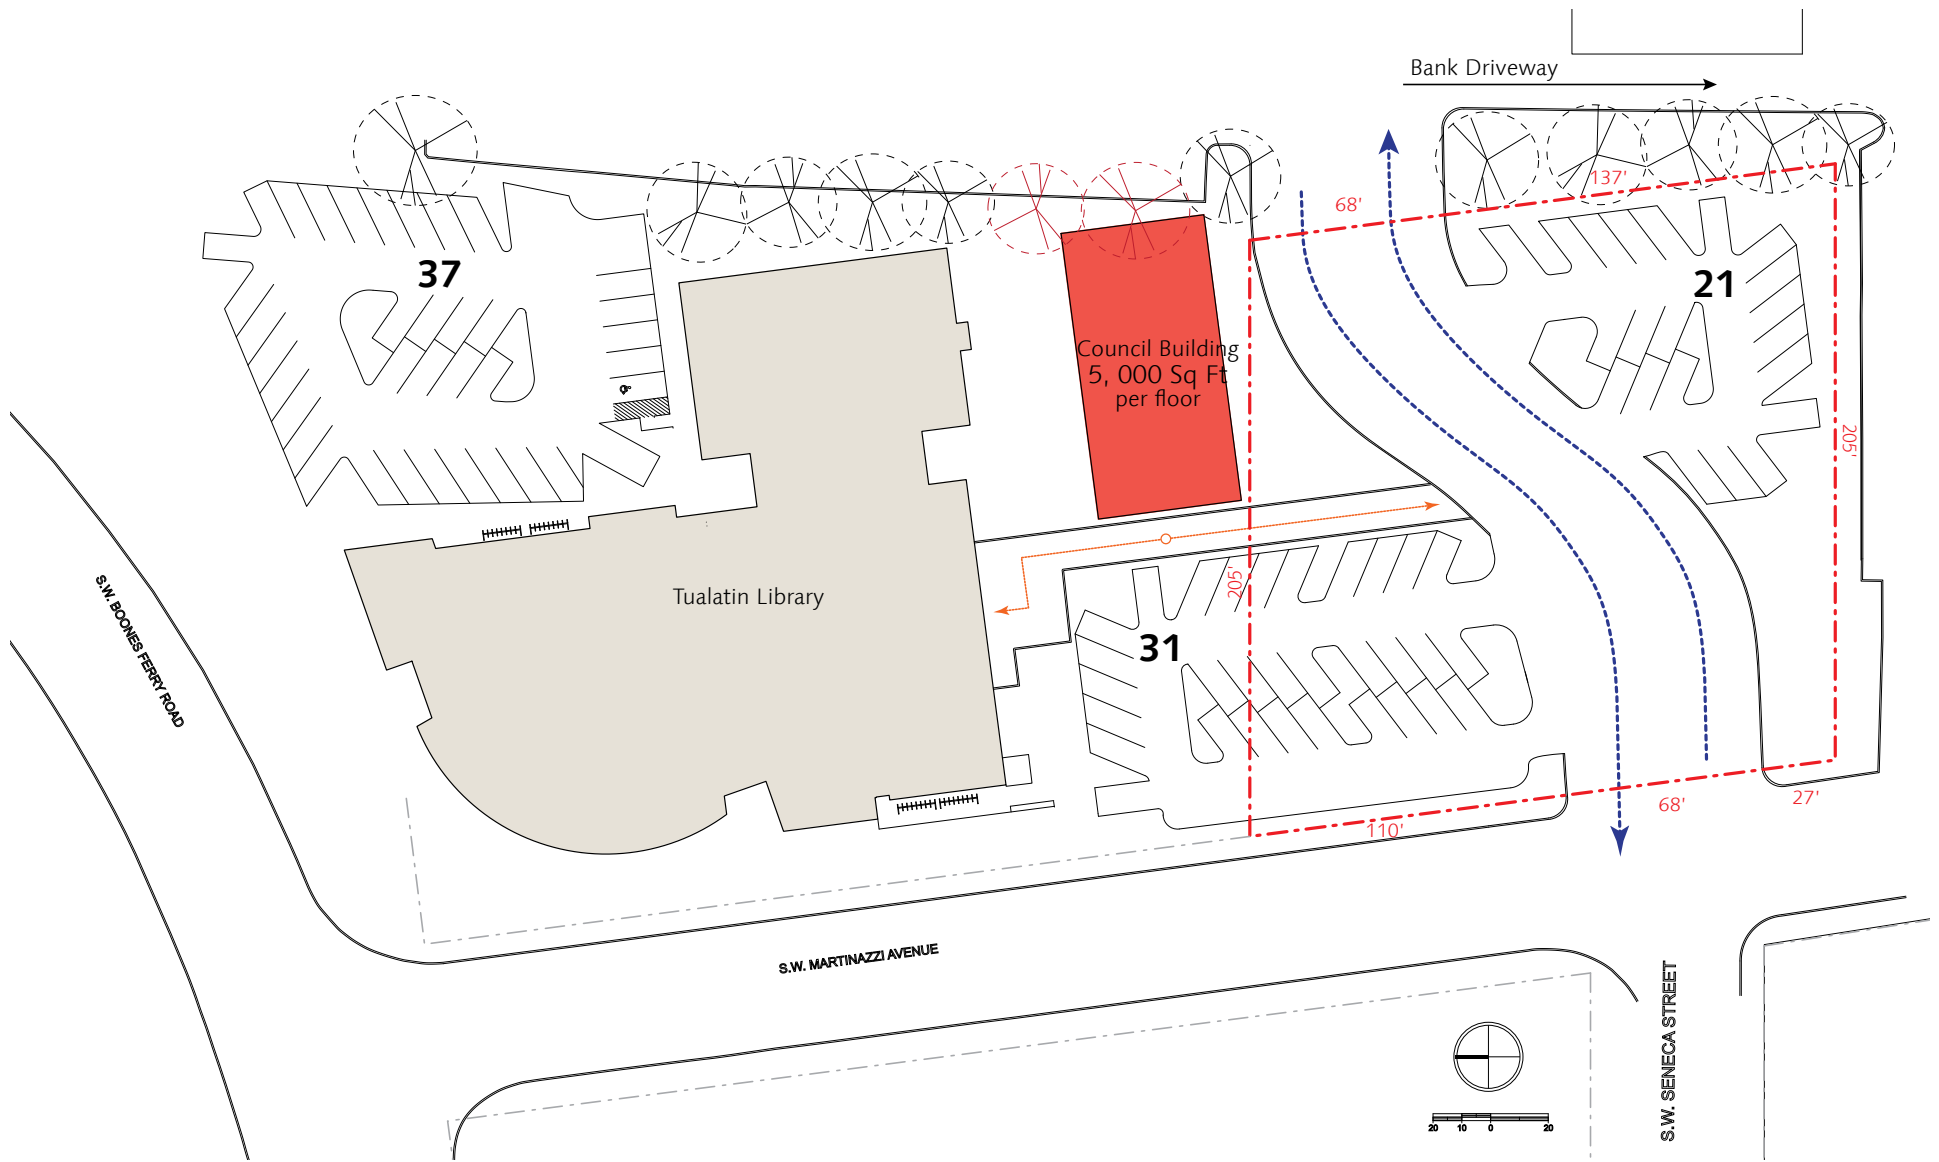 Bank Driveway
137'
68'
37
21
Council Building
5, 000 Sq Ft
per floor
205'
205'
Tualatin Library
31
S.W. BOONES FERRY ROAD
27'
68'
110'
S.W. MARTINAZZI AVENUE
S.W. SENECA STREET
20 10 0 20